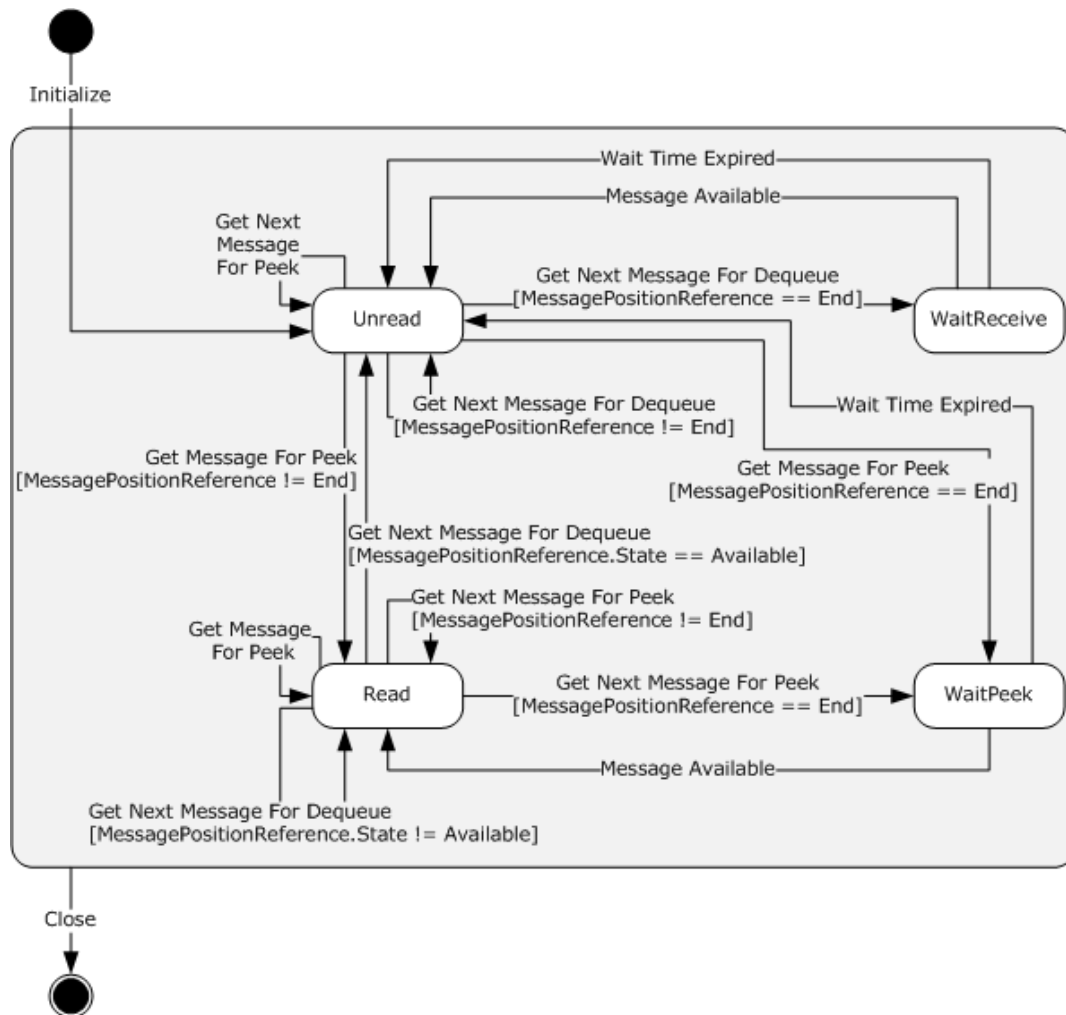 Initialize
Wait Time Expired
Message Available
Get Next
Message
For Peek
Get Next Message For Dequeue
[MessagePositionReference == End]
Unread
WaitReceive
Get Next Message For Dequeue
[MessagePositionReference != End]
Wait Time Expired
Get Message For Peek
[MessagePositionReference != End]
Get Message For Peek
[MessagePositionReference == End]
Get Next Message For Dequeue
[MessagePositionReference.State == Available]
Get Next Message For Peek
[MessagePositionReference != End]
Get Message
For Peek
Read
Get Next Message For Peek
[MessagePositionReference == End]
WaitPeek
Message Available
Get Next Message For Dequeue
[MessagePositionReference.State != Available]
Close